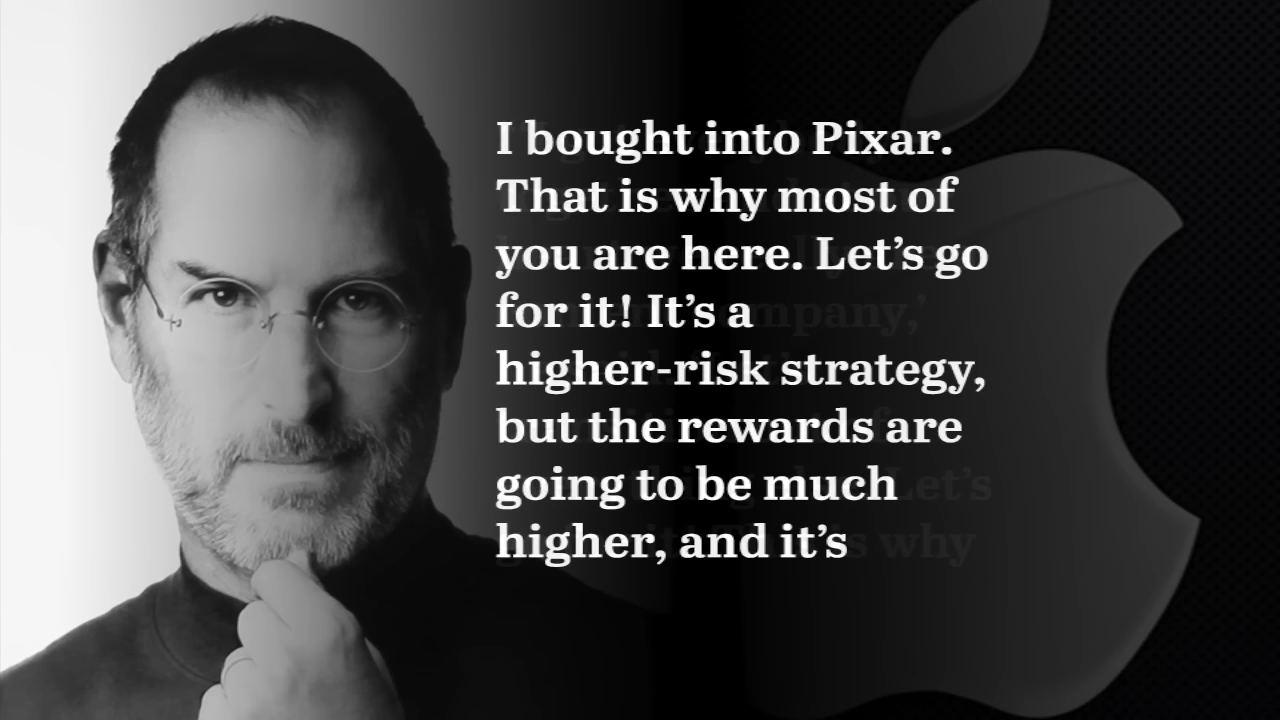 I bought into Pixar.
That is why most of
you are here. Let’s go
for it! It’s a
higher-risk strategy,
but the rewards are
going to be much
higher, and it’s